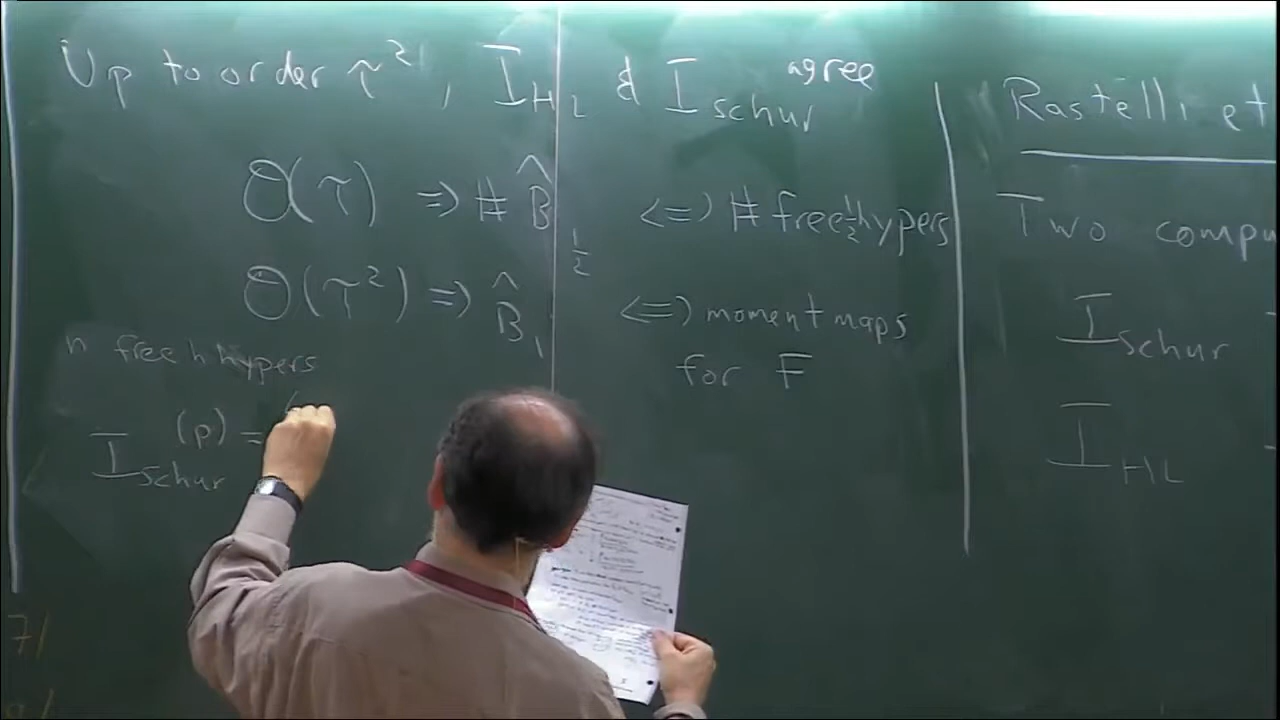 Up to order τ², I_HL & I_schur agree
O(τ) => # B̂_½ <=> # free ½ hypers
O(τ²) => B̂_1 <=> moment maps
for F
n free h hypers
I_schur (p) =
Rastelli et
Two compu
I_schur
I_HL
7/